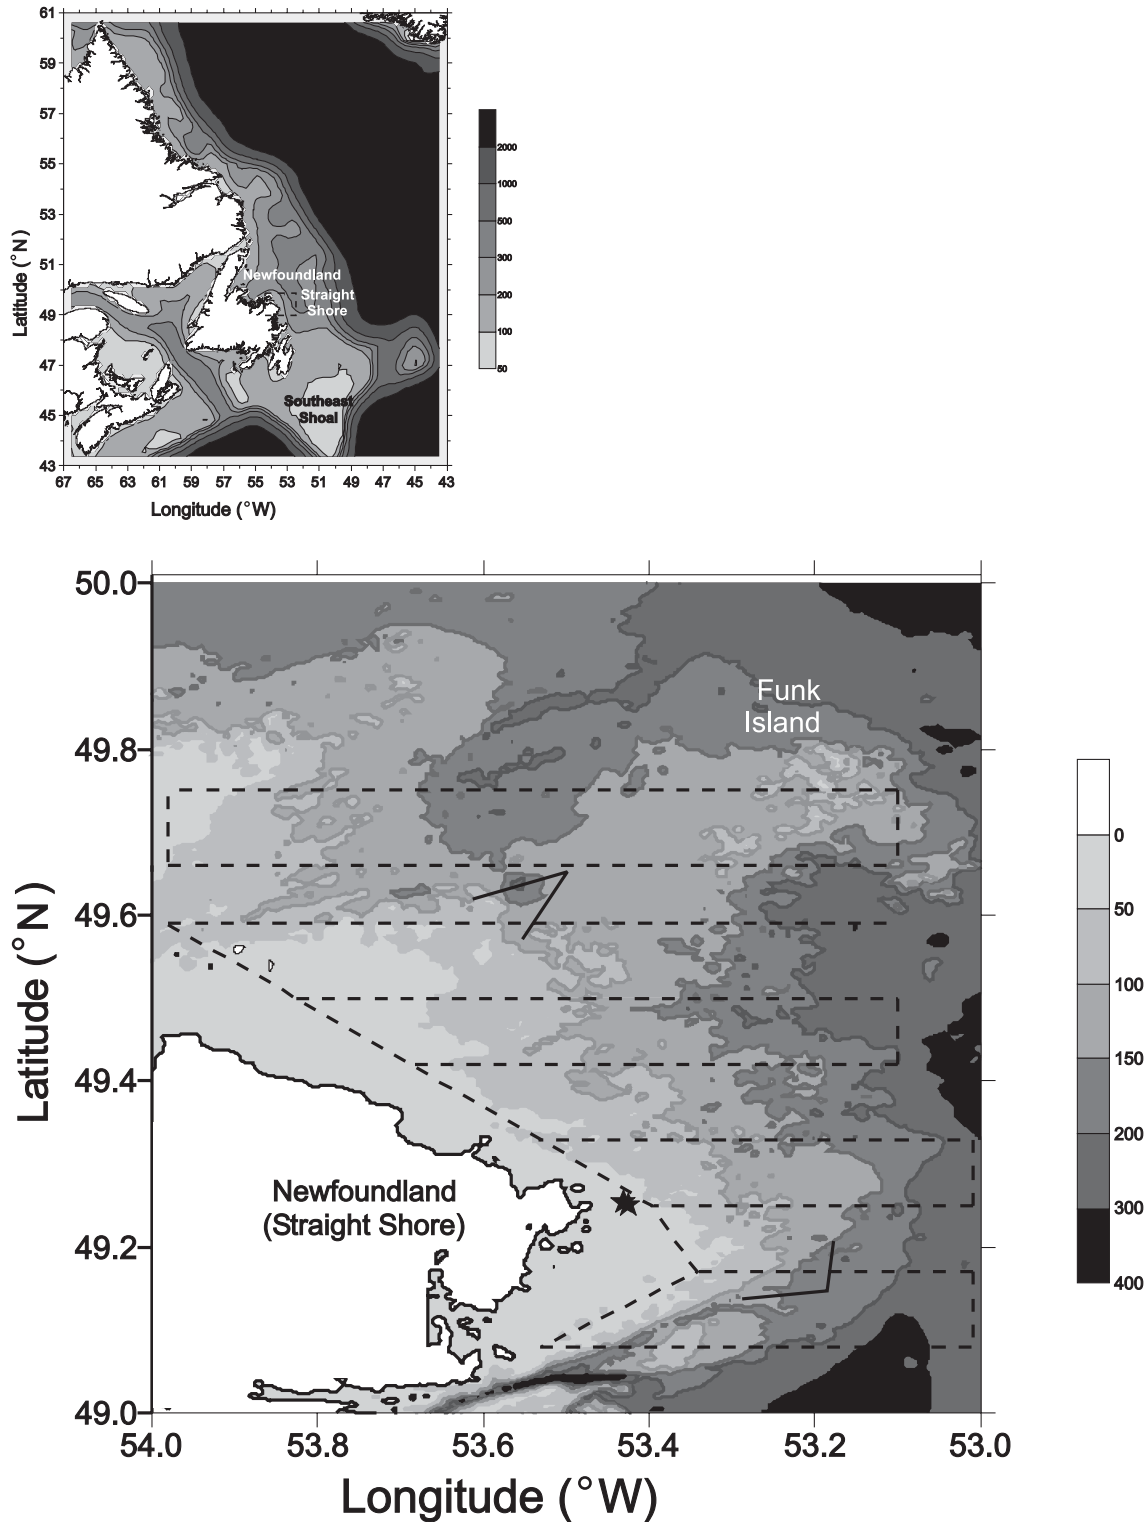 61
59
57
55
53
51
49
47
45
43
Latitude (°N)
67 65 63 61 59 57 55 53 51 49 47 45 43
Longitude (°W)
Newfoundland
Straight
Shore
Southeast
Shoal
2000
1000
500
300
200
100
50
50.0
49.8
49.6
49.4
49.2
49.0
Latitude (°N)
54.0 53.8 53.6 53.4 53.2 53.0
Longitude (°W)
Funk
Island
Newfoundland
(Straight Shore)
0
50
100
150
200
300
400